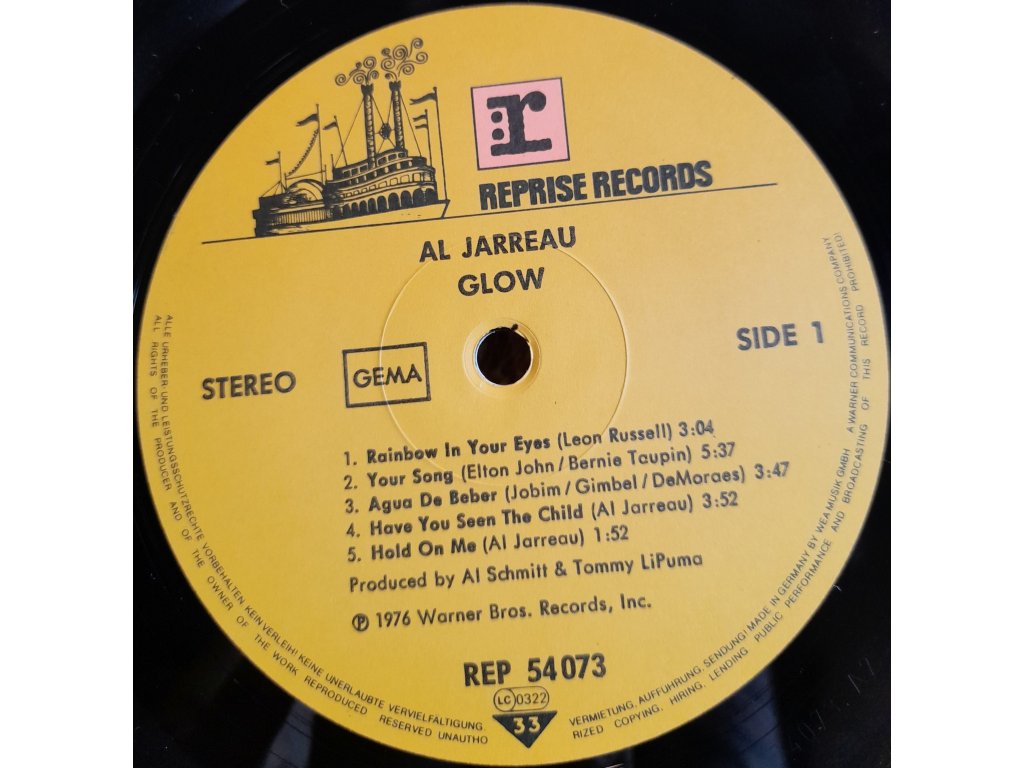 r
REPRISE RECORDS
AL JARREAU
GLOW
STEREO
GEMA
SIDE 1
1. Rainbow In Your Eyes (Leon Russell) 3:04
2. Your Song (Elton John/Bernie Taupin) 5:37
3. Agua De Beber (Jobim/Gimbel/DeMoraes) 3:47
4. Have You Seen The Child (Al Jarreau) 3:52
5. Hold On Me (Al Jarreau) 1:52
Produced by Al Schmitt & Tommy LiPuma
℗ 1976 Warner Bros. Records, Inc.
REP 54 073
LC 0322
33
ALLE URHEBER- UND LEISTUNGSSCHUTZRECHTE VORBEHALTEN KEIN VERLEIH! KEINE UNERLAUBTE VERVIELFÄLTIGUNG. VERMIETUNG, AUFFÜHRUNG, SENDUNG! MADE IN GERMANY BY WEA MUSIK GMBH A WARNER COMMUNICATIONS COMPANY
ALL RIGHTS OF THE PRODUCER AND OF THE OWNER OF THE WORK REPRODUCED RESERVED UNAUTHORIZED COPYING, HIRING, LENDING PUBLIC PERFORMANCE AND BROADCASTING OF THIS RECORD PROHIBITED!